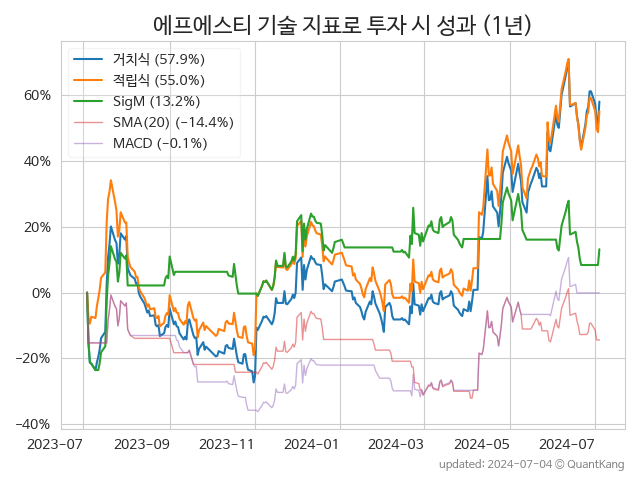 에프에스티 기술 지표로 투자 시 성과 (1년)
거치식 (57.9%)
적립식 (55.0%)
SigM (13.2%)
SMA(20) (−14.4%)
MACD (−0.1%)
60%
40%
20%
0%
−20%
−40%
2023-07 2023-09 2023-11 2024-01 2024-03 2024-05 2024-07
updated: 2024-07-04 © QuantKang